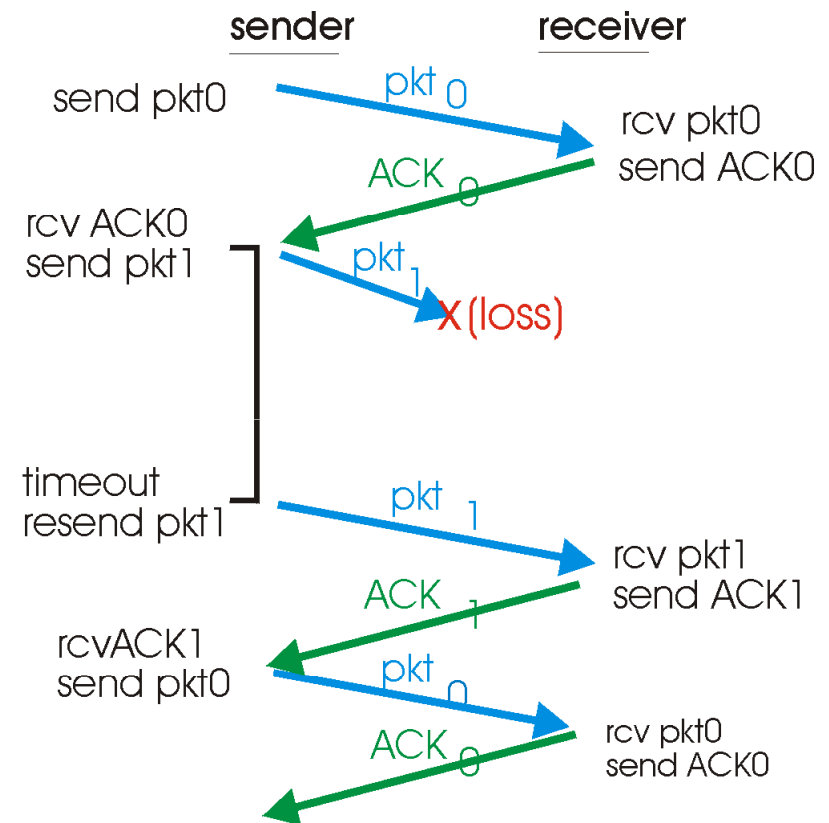 sender
receiver
send pkt0
pkt 0
rcv pkt0
send ACK0
ACK 0
rcv ACK0
send pkt1
pkt 1
X (loss)
timeout
resend pkt1
pkt 1
rcv pkt1
send ACK1
ACK 1
rcvACK1
send pkt0
pkt 0
rcv pkt0
send ACK0
ACK 0